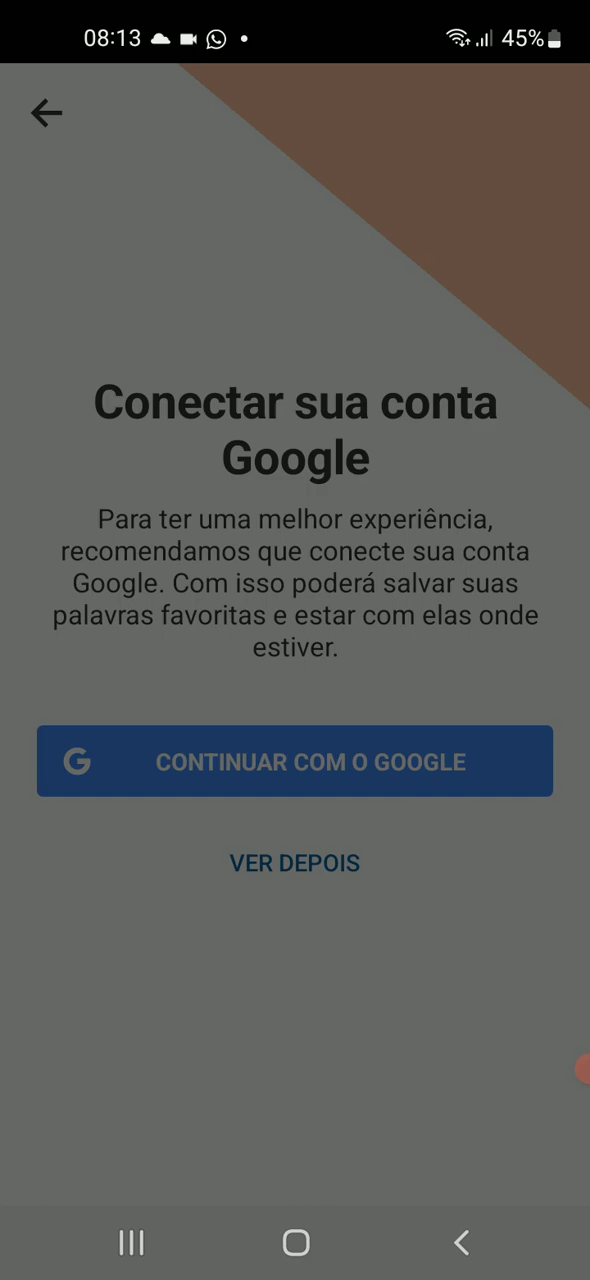 08:13
45%
Conectar sua conta
Google
Para ter uma melhor experiência,
recomendamos que conecte sua conta
Google. Com isso poderá salvar suas
palavras favoritas e estar com elas onde
estiver.
G CONTINUAR COM O GOOGLE
VER DEPOIS